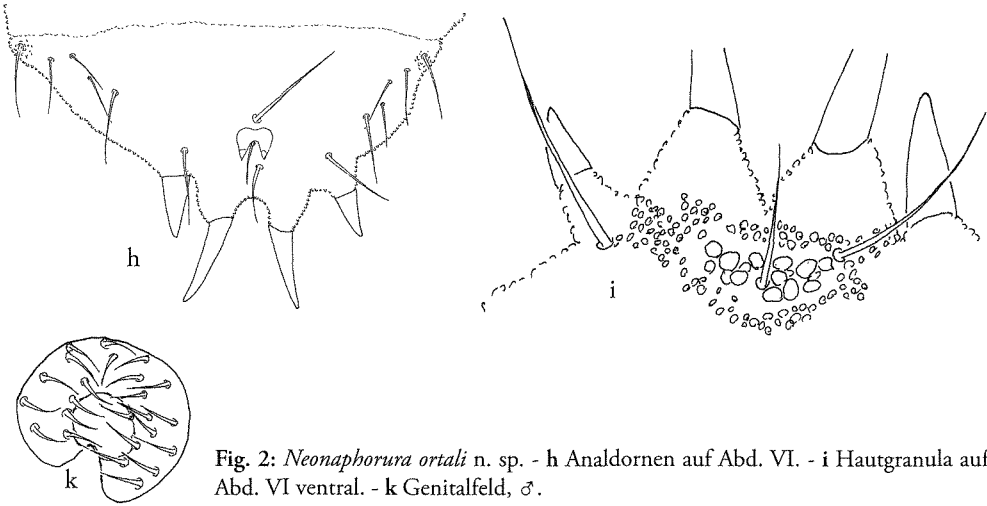 h
i
k
Fig. 2: Neonaphorura ortali n. sp. - h Analdornen auf Abd. VI. - i Hautgranula auf
Abd. VI ventral. - k Genitalfeld, ♂.